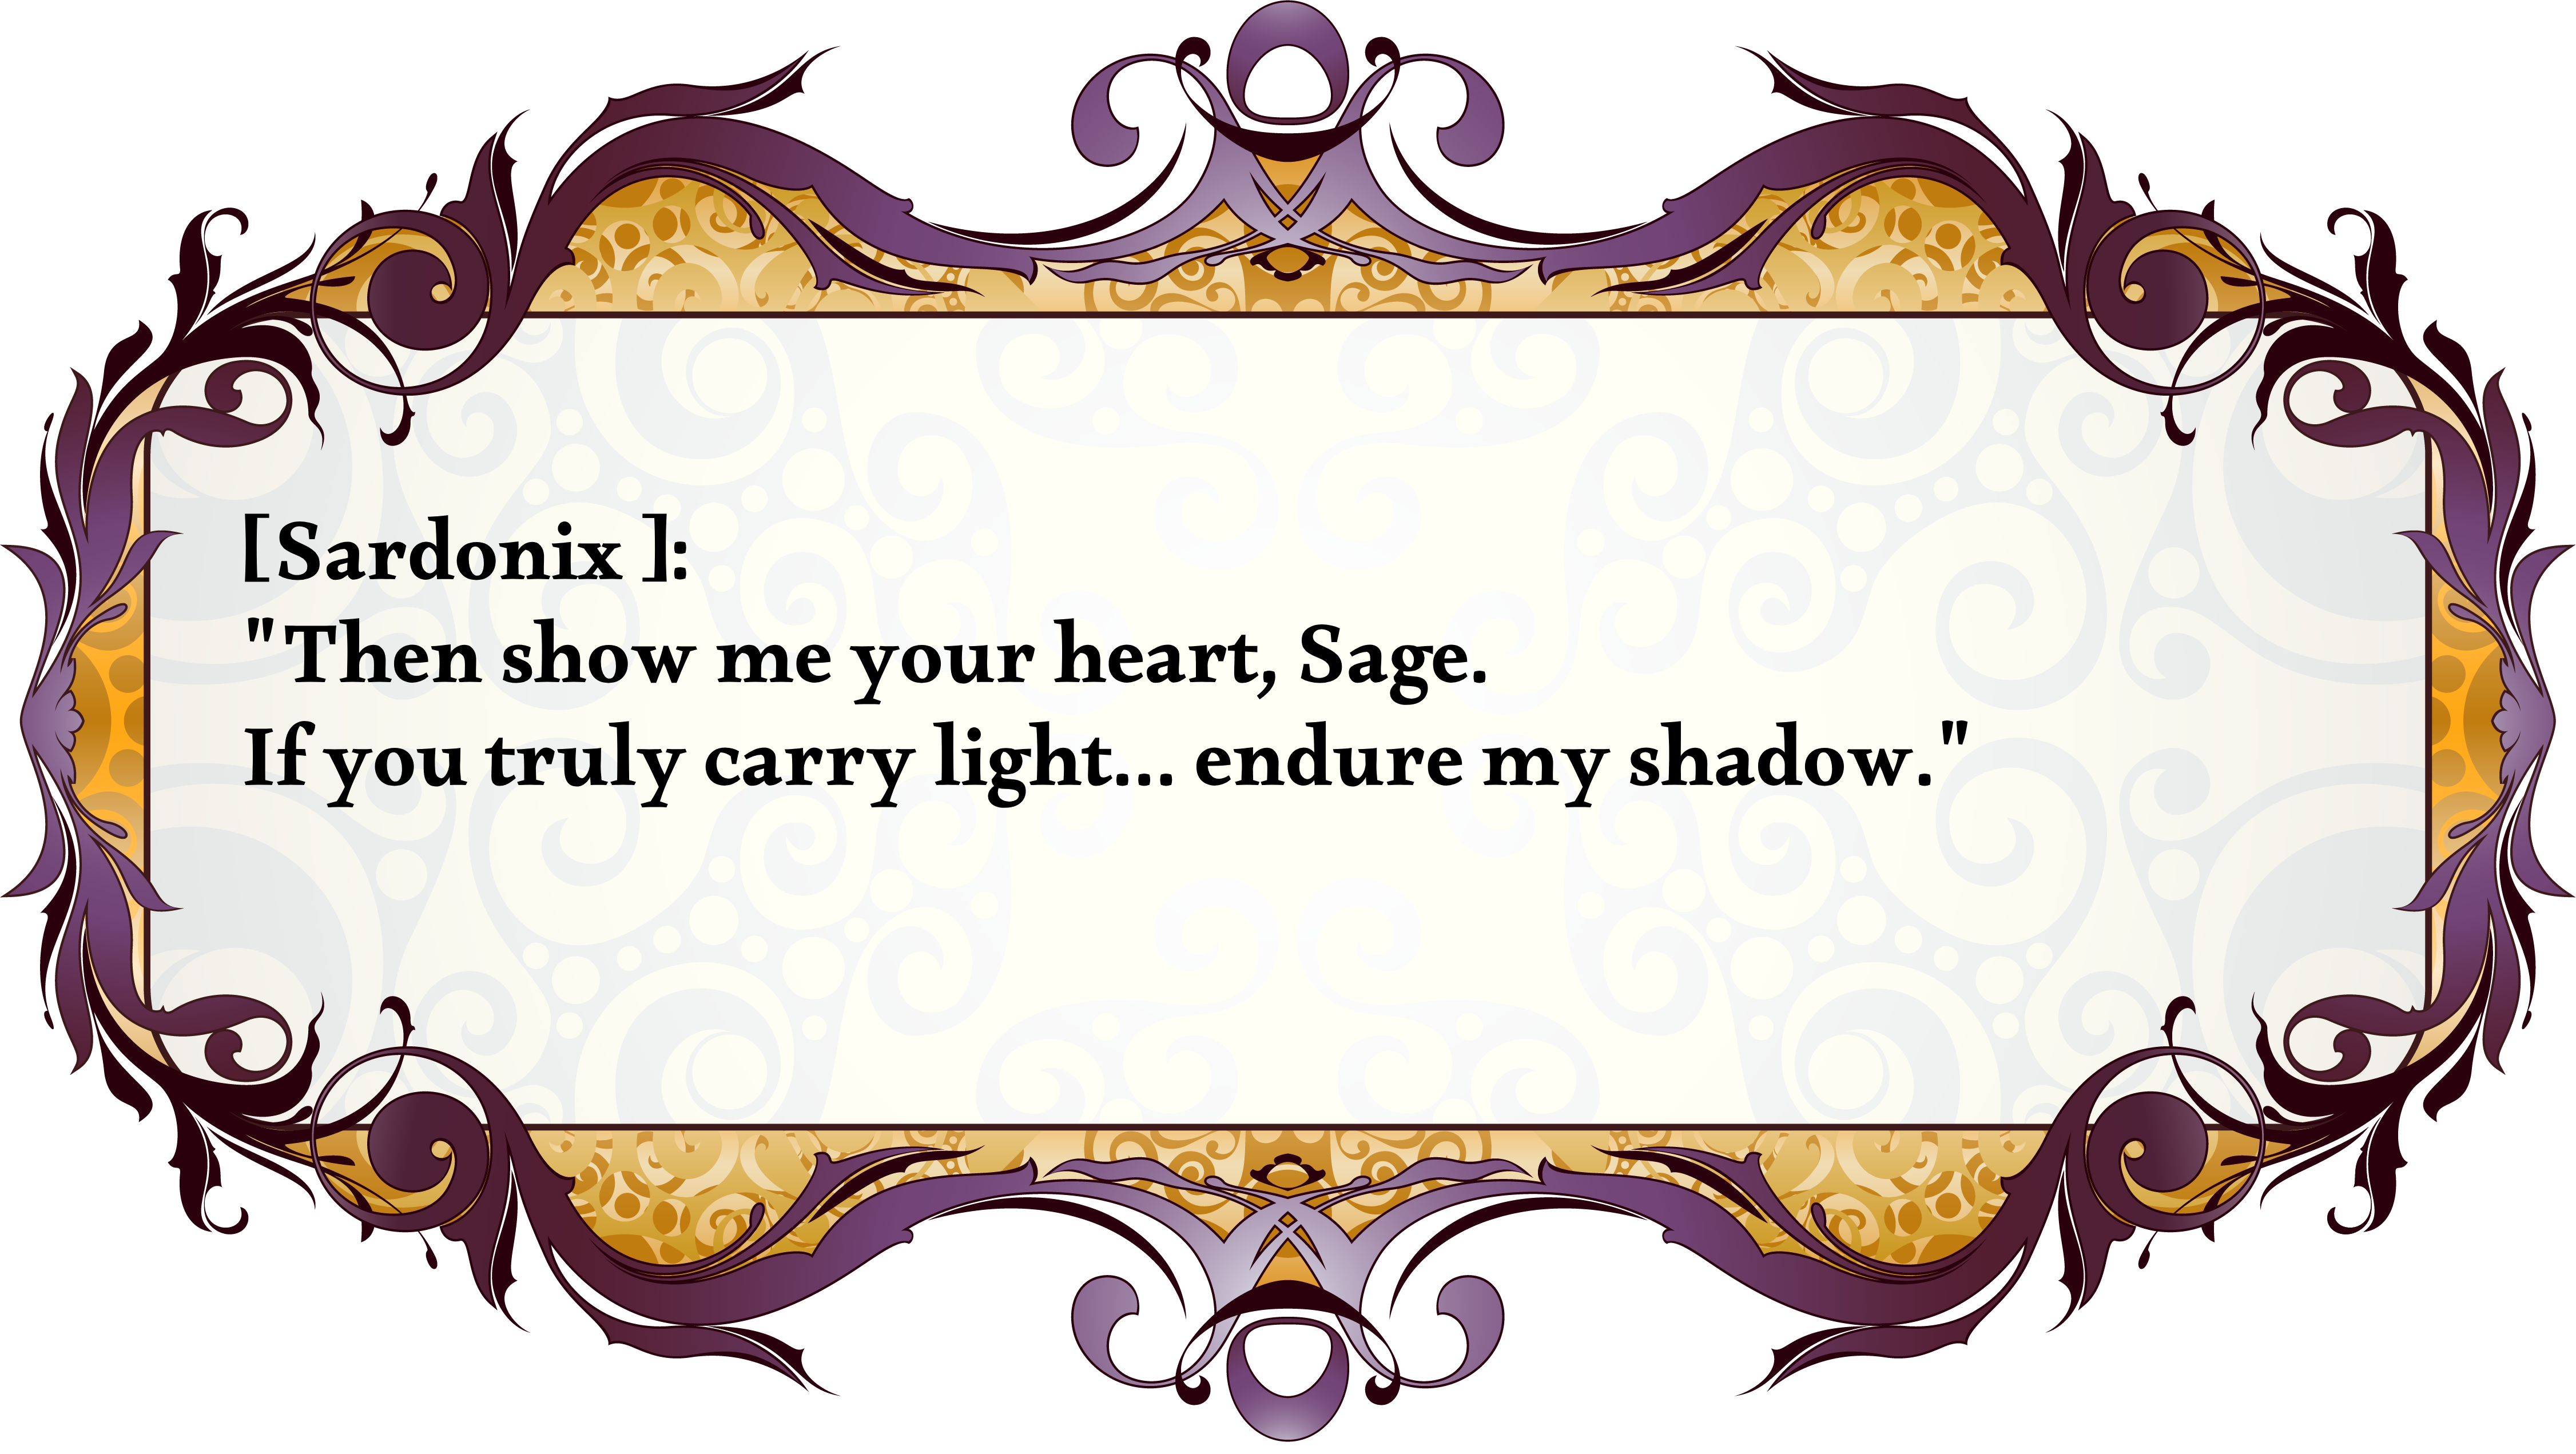 [Sardonix ]:
"Then show me your heart, Sage.
If you truly carry light... endure my shadow."